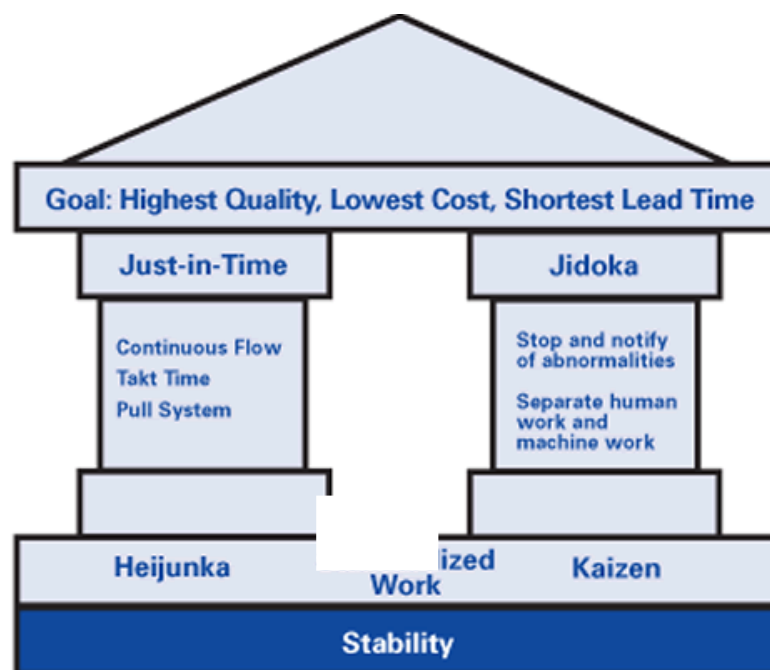 Goal: Highest Quality, Lowest Cost, Shortest Lead Time
Just-in-Time
Jidoka
Continuous Flow
Takt Time
Pull System
Stop and notify
of abnormalities
Separate human
work and
machine work
Heijunka
Work
Kaizen
Stability